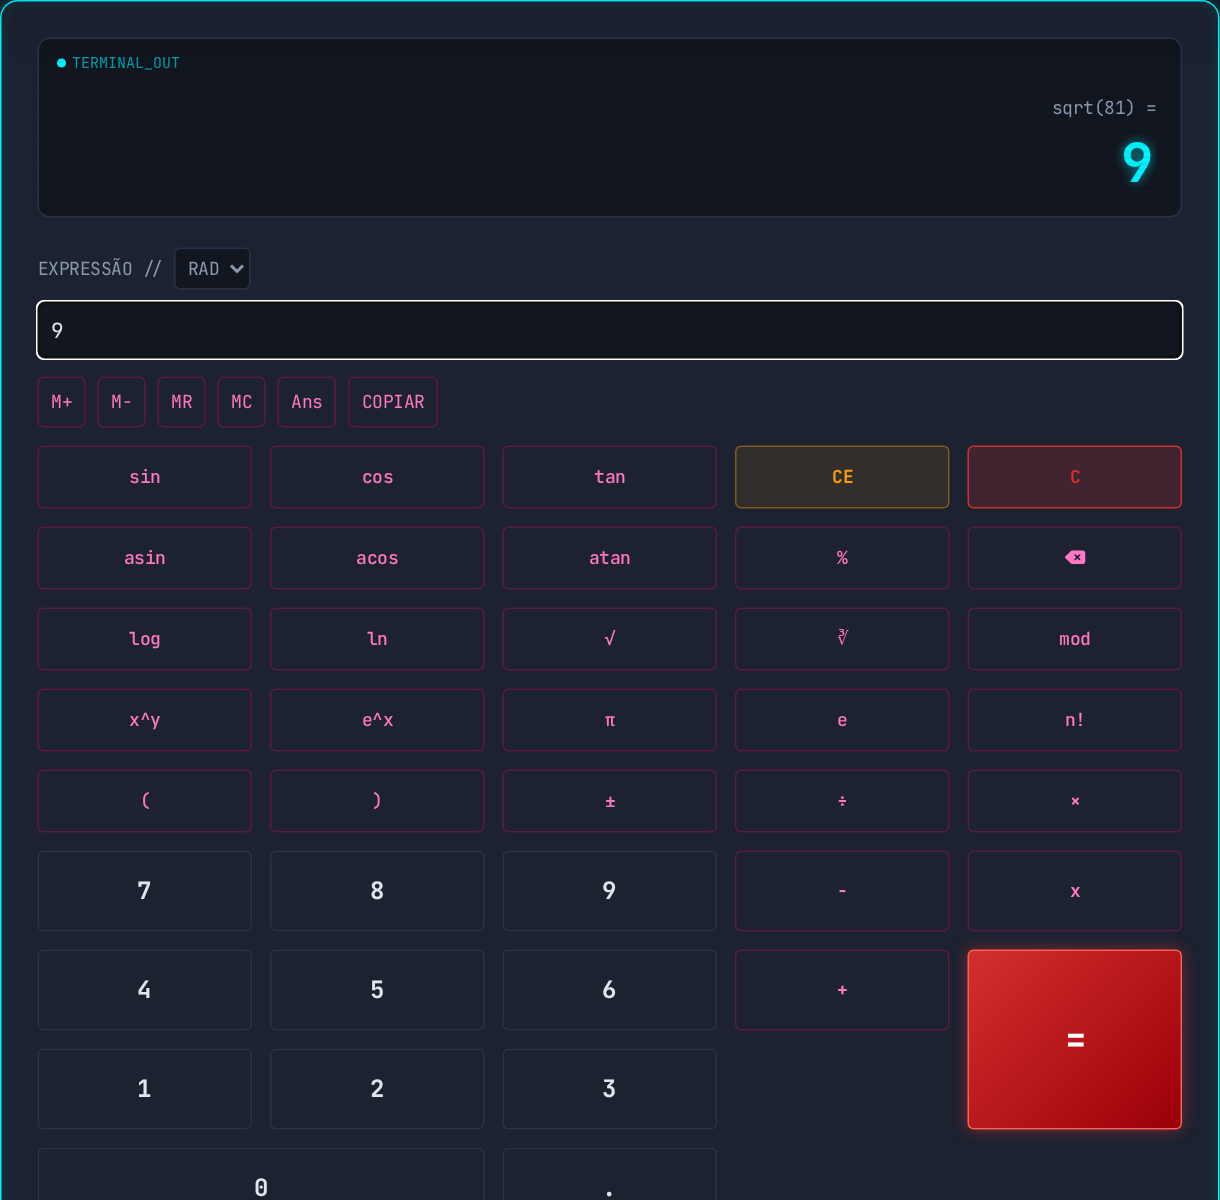 TERMINAL_OUT
sqrt(81) =
9
EXPRESSÃO // RAD
9
M+ M- MR MC Ans COPIAR
sin cos tan CE C
asin acos atan %
log ln √ ∛ mod
x^y e^x π e n!
( ) ± ÷ ×
7 8 9 - x
4 5 6 +
=
1 2 3
0 .